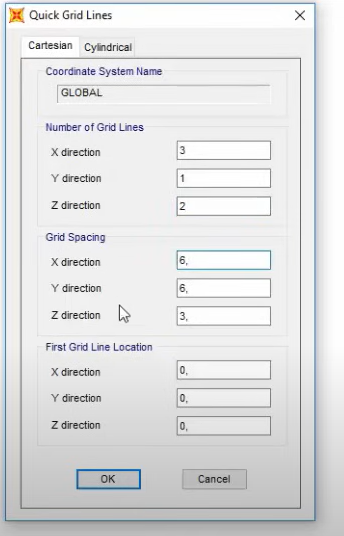 Quick Grid Lines
Cartesian Cylindrical
Coordinate System Name
GLOBAL
Number of Grid Lines
X direction 3
Y direction 1
Z direction 2
Grid Spacing
X direction 6,
Y direction 6,
Z direction 3,
First Grid Line Location
X direction 0,
Y direction 0,
Z direction 0,
OK Cancel